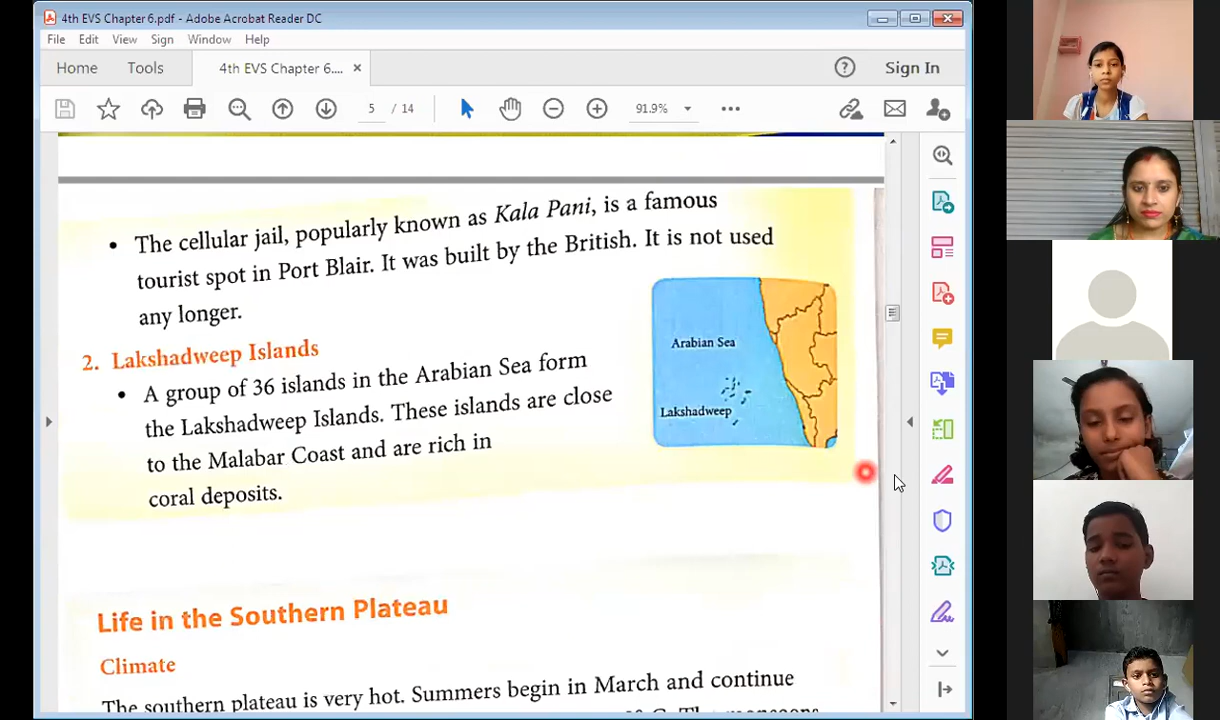 4th EVS Chapter 6.pdf - Adobe Acrobat Reader DC
File Edit View Sign Window Help
Home Tools 4th EVS Chapter 6.... × Sign In
5 / 14 91.9%
• The cellular jail, popularly known as Kala Pani, is a famous
tourist spot in Port Blair. It was built by the British. It is not used
any longer.
2. Lakshadweep Islands
• A group of 36 islands in the Arabian Sea form
the Lakshadweep Islands. These islands are close
to the Malabar Coast and are rich in
coral deposits.
Arabian Sea
Lakshadweep
Life in the Southern Plateau
Climate
The southern plateau is very hot. Summers begin in March and continue